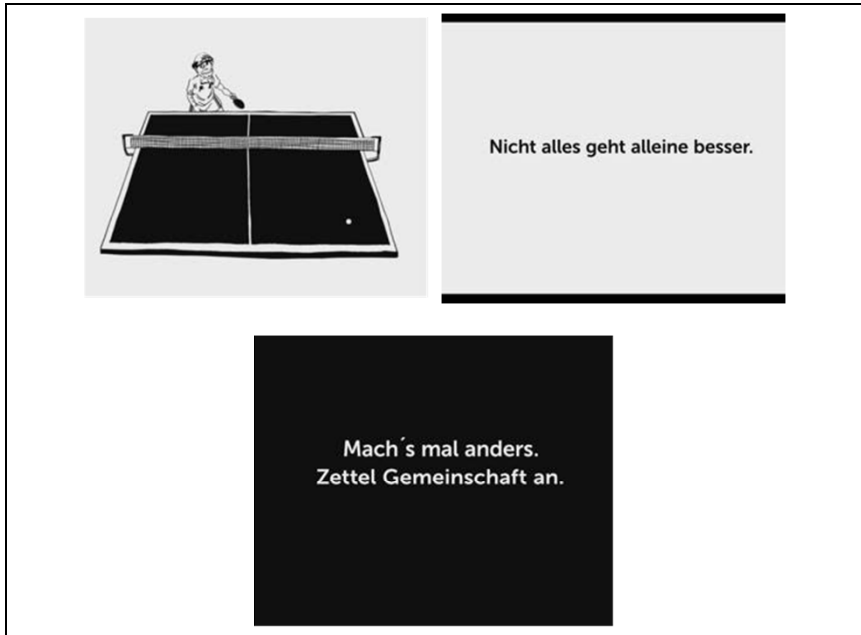 Nicht alles geht alleine besser.
Mach´s mal anders.
Zettel Gemeinschaft an.